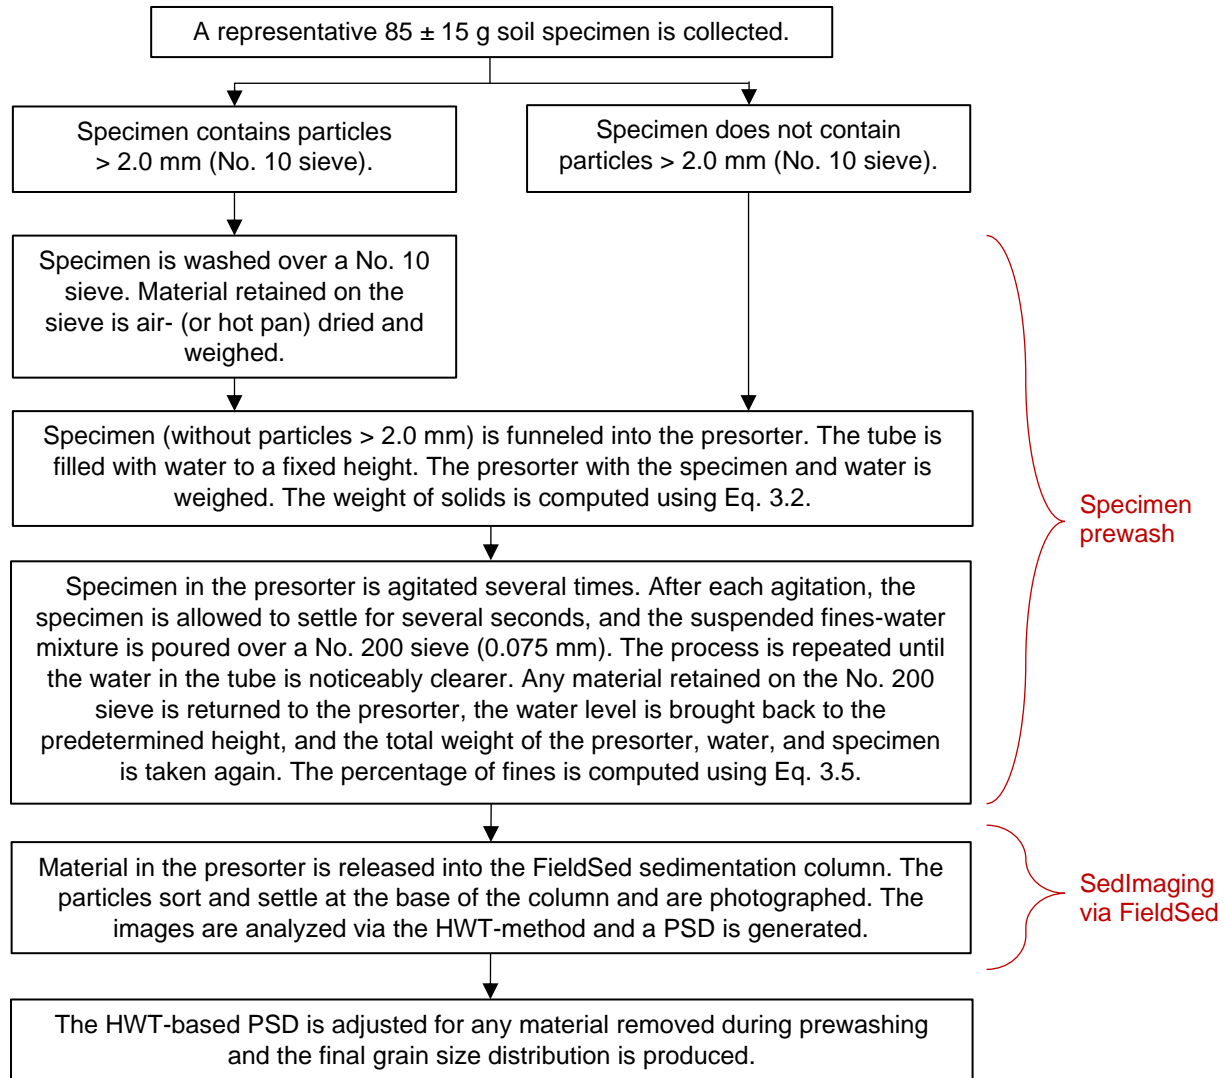 A representative 85 ± 15 g soil specimen is collected.
Specimen contains particles
> 2.0 mm (No. 10 sieve).
Specimen does not contain
particles > 2.0 mm (No. 10 sieve).
Specimen is washed over a No. 10
sieve. Material retained on the
sieve is air- (or hot pan) dried and
weighed.
Specimen (without particles > 2.0 mm) is funneled into the presorter. The tube is
filled with water to a fixed height. The presorter with the specimen and water is
weighed. The weight of solids is computed using Eq. 3.2.
Specimen in the presorter is agitated several times. After each agitation, the
specimen is allowed to settle for several seconds, and the suspended fines-water
mixture is poured over a No. 200 sieve (0.075 mm). The process is repeated until
the water in the tube is noticeably clearer. Any material retained on the No. 200
sieve is returned to the presorter, the water level is brought back to the
predetermined height, and the total weight of the presorter, water, and specimen
is taken again. The percentage of fines is computed using Eq. 3.5.
Specimen
prewash
Material in the presorter is released into the FieldSed sedimentation column. The
particles sort and settle at the base of the column and are photographed. The
images are analyzed via the HWT-method and a PSD is generated.
SedImaging
via FieldSed
The HWT-based PSD is adjusted for any material removed during prewashing
and the final grain size distribution is produced.